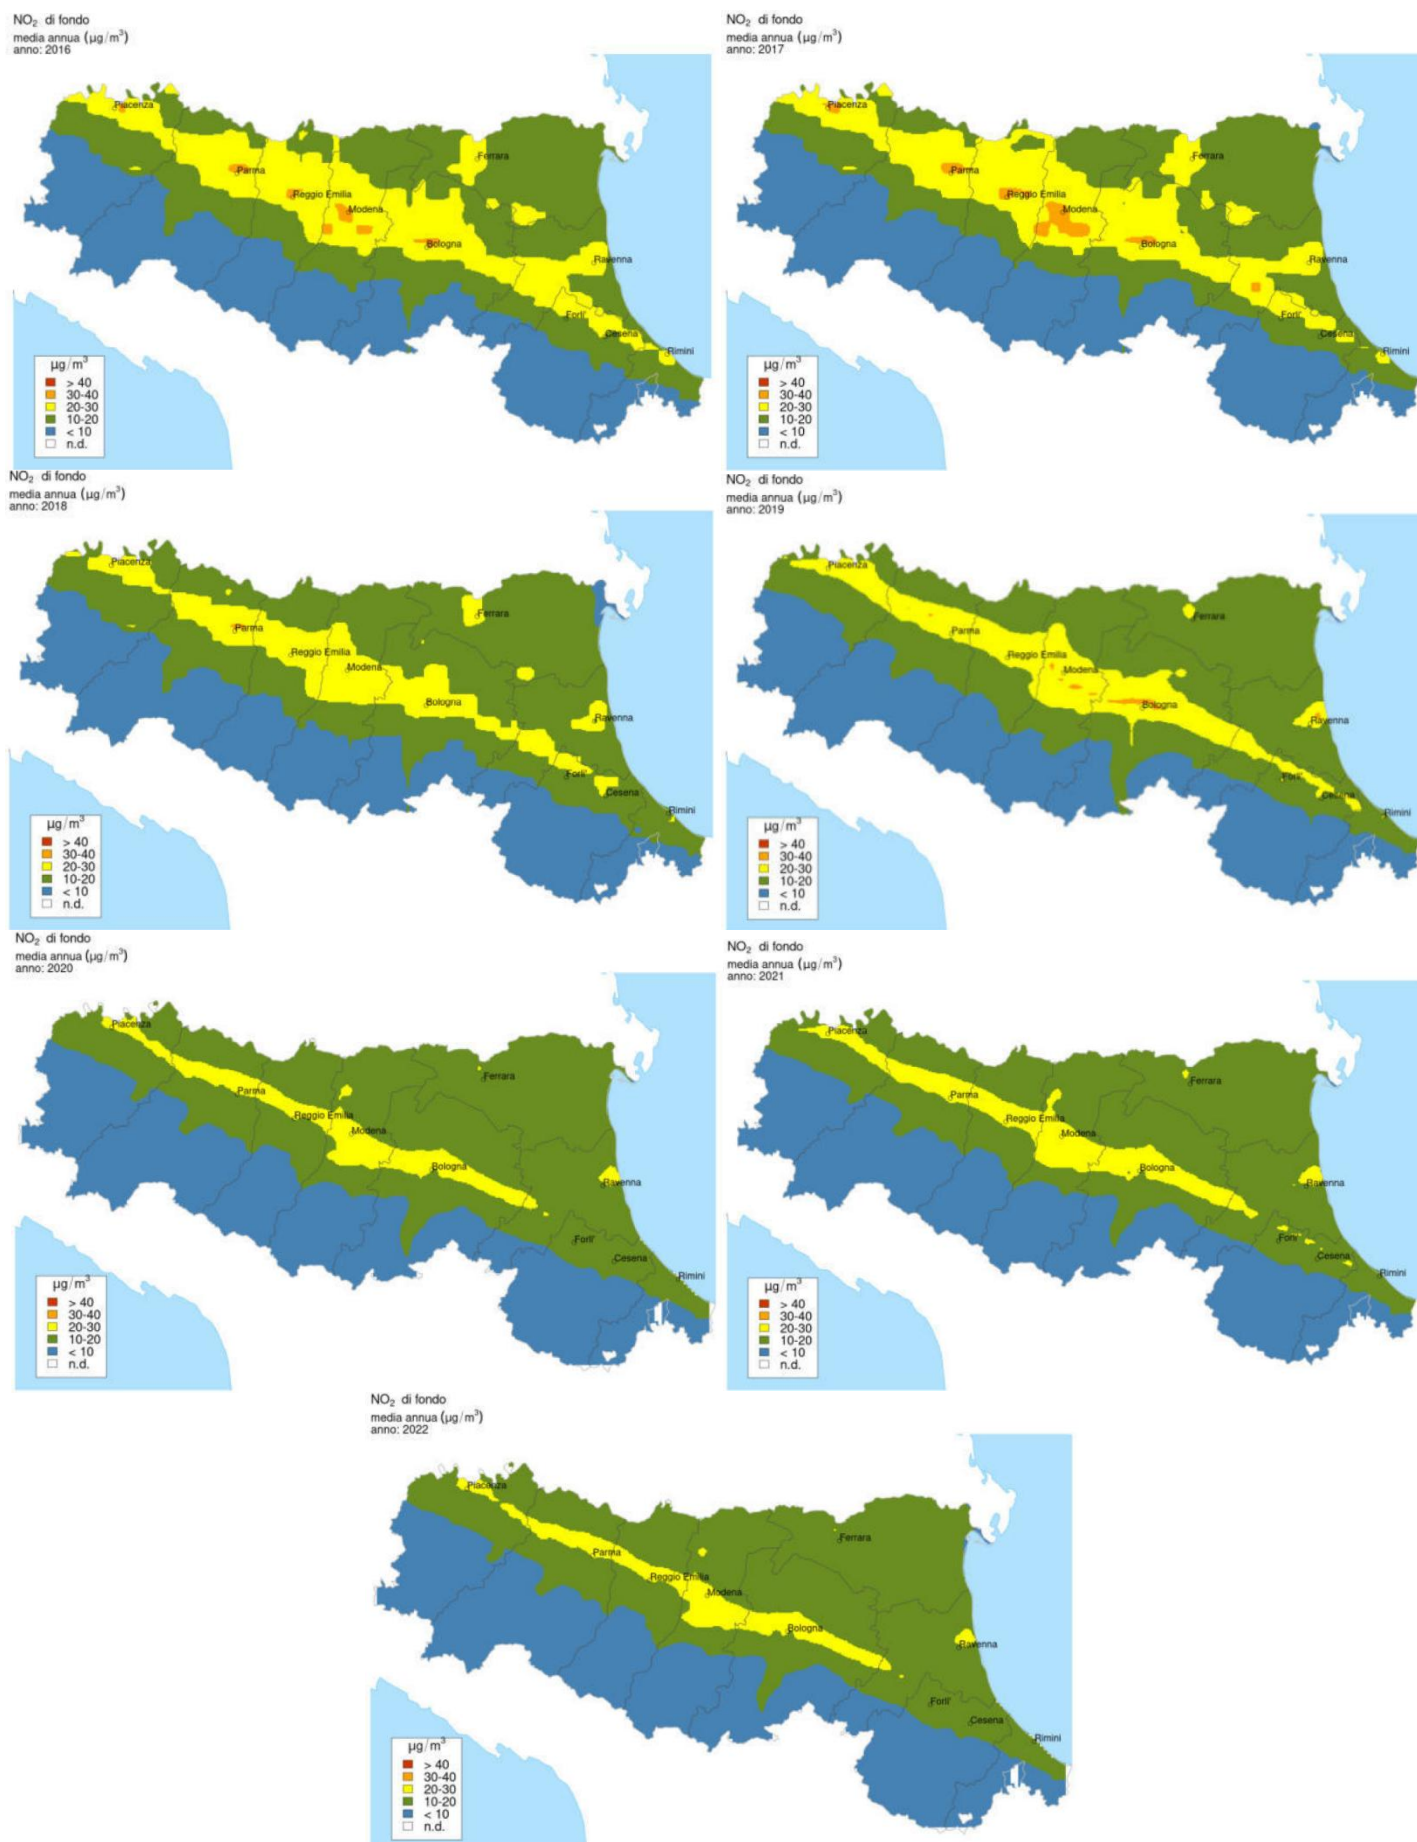 NO₂ di fondo
media annua (µg/m³)
anno: 2016
Piacenza
Ferrara
Parma
Reggio Emilia
Modena
Bologna
Ravenna
Forli'
Cesena
Rimini
µg/m³
> 40
30-40
20-30
10-20
< 10
n.d.
NO₂ di fondo
media annua (µg/m³)
anno: 2017
Piacenza
Ferrara
Parma
Reggio Emilia
Modena
Bologna
Ravenna
Forli'
Cesena
Rimini
µg/m³
> 40
30-40
20-30
10-20
< 10
n.d.
NO₂ di fondo
media annua (µg/m³)
anno: 2018
Piacenza
Ferrara
Parma
Reggio Emilia
Modena
Bologna
Ravenna
Forli'
Cesena
Rimini
µg/m³
> 40
30-40
20-30
10-20
< 10
n.d.
NO₂ di fondo
media annua (µg/m³)
anno: 2019
Piacenza
Ferrara
Parma
Reggio Emilia
Modena
Bologna
Ravenna
Forli'
Cesena
Rimini
µg/m³
> 40
30-40
20-30
10-20
< 10
n.d.
NO₂ di fondo
media annua (µg/m³)
anno: 2020
Piacenza
Ferrara
Parma
Reggio Emilia
Modena
Bologna
Ravenna
Forli'
Cesena
Rimini
µg/m³
> 40
30-40
20-30
10-20
< 10
n.d.
NO₂ di fondo
media annua (µg/m³)
anno: 2021
Piacenza
Ferrara
Parma
Reggio Emilia
Modena
Bologna
Ravenna
Forli'
Cesena
Rimini
µg/m³
> 40
30-40
20-30
10-20
< 10
n.d.
NO₂ di fondo
media annua (µg/m³)
anno: 2022
Piacenza
Ferrara
Parma
Reggio Emilia
Modena
Bologna
Ravenna
Forli'
Cesena
Rimini
µg/m³
> 40
30-40
20-30
10-20
< 10
n.d.